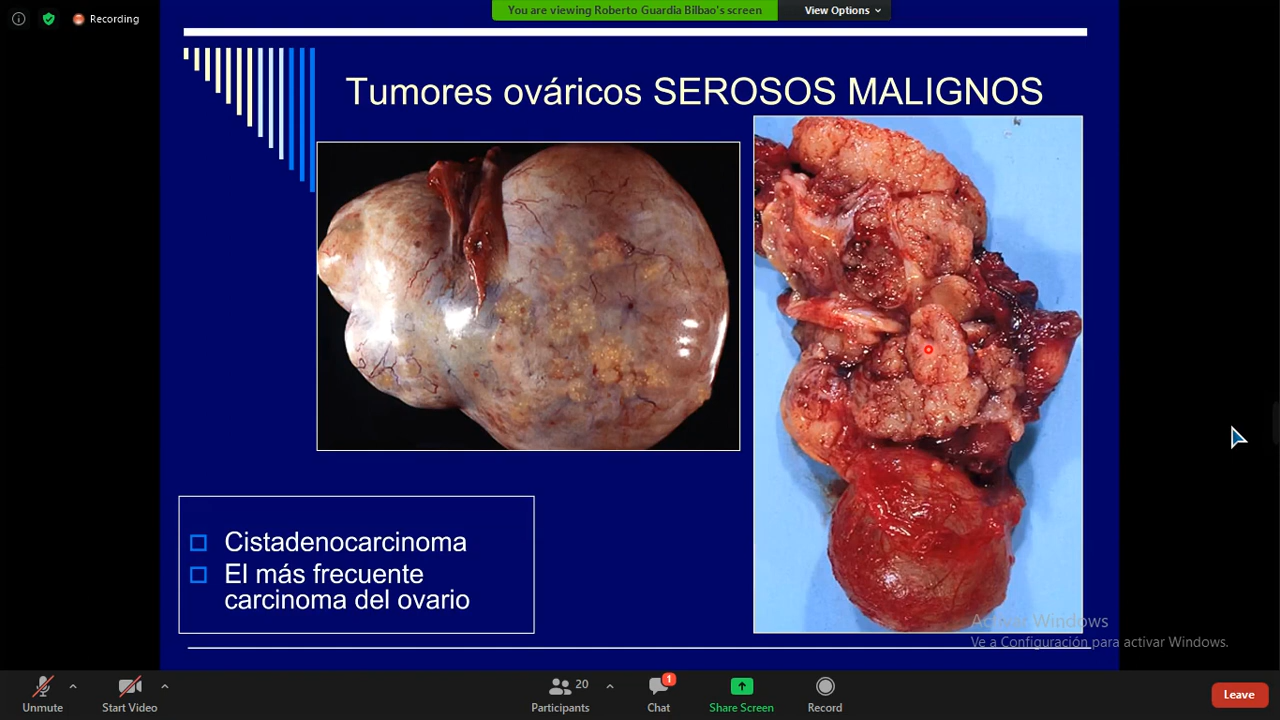 Recording
You are viewing Roberto Guardia Bilbao's screen
View Options
Tumores ováricos SEROSOS MALIGNOS
Cistadenocarcinoma
El más frecuente
carcinoma del ovario
Activar Windows
Ve a Configuración para activar Windows.
Unmute
Start Video
20
Participants
1
Chat
Share Screen
Record
Leave